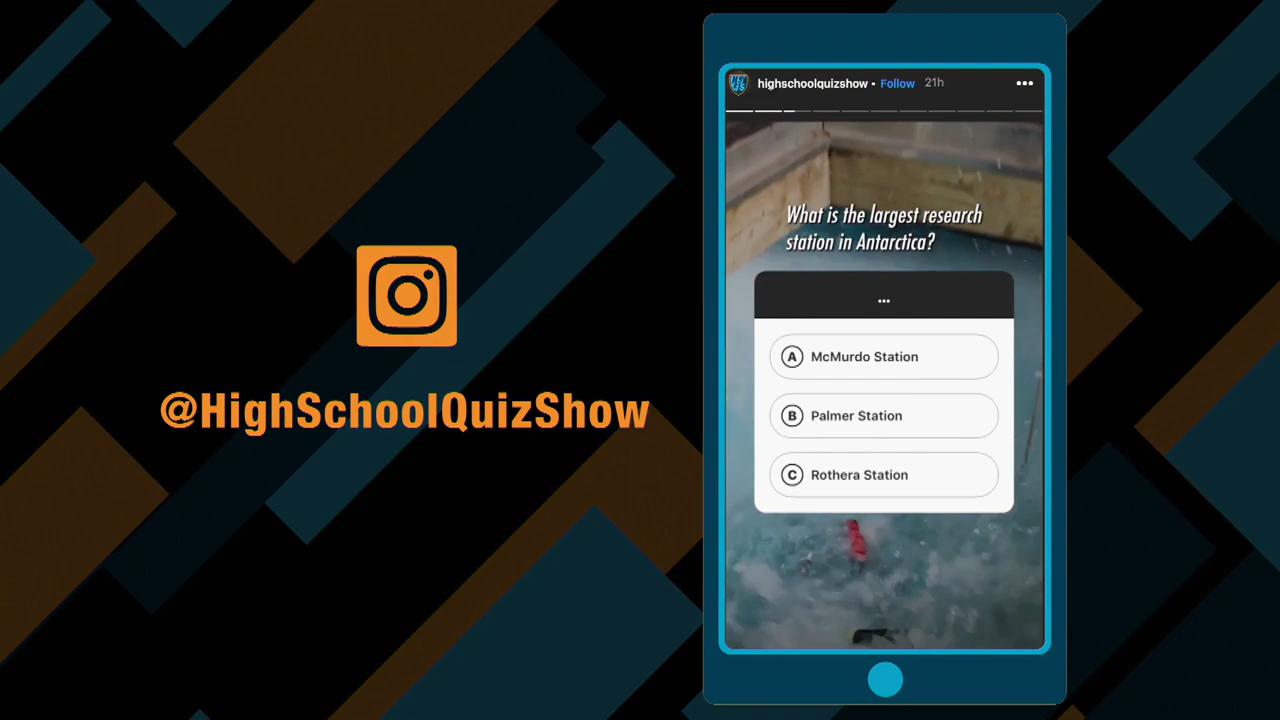 highschoolquizshow • Follow 21h
What is the largest research
station in Antarctica?
...
A McMurdo Station
B Palmer Station
C Rothera Station
@HighSchoolQuizShow